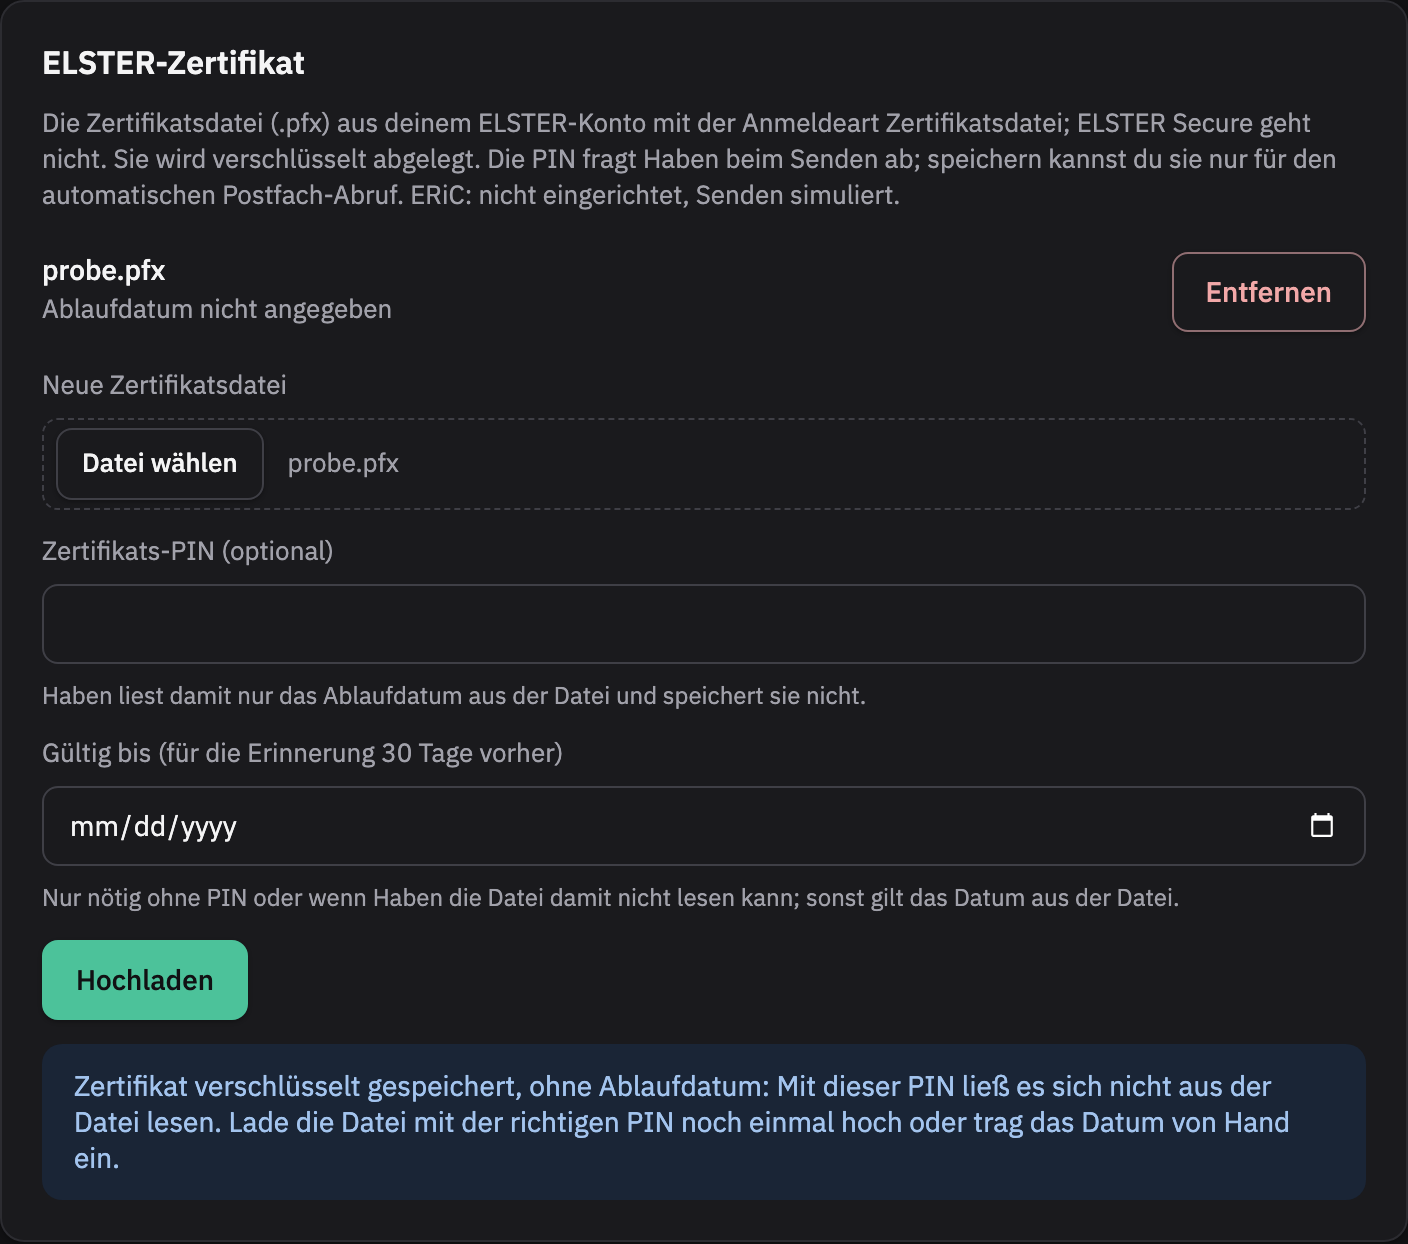 ELSTER-Zertifikat
Die Zertifikatsdatei (.pfx) aus deinem ELSTER-Konto mit der Anmeldeart Zertifikatsdatei; ELSTER Secure geht
nicht. Sie wird verschlüsselt abgelegt. Die PIN fragt Haben beim Senden ab; speichern kannst du sie nur für den
automatischen Postfach-Abruf. ERiC: nicht eingerichtet, Senden simuliert.
probe.pfx
Ablaufdatum nicht angegeben
Entfernen
Neue Zertifikatsdatei
Datei wählen probe.pfx
Zertifikats-PIN (optional)
Haben liest damit nur das Ablaufdatum aus der Datei und speichert sie nicht.
Gültig bis (für die Erinnerung 30 Tage vorher)
mm/dd/yyyy
Nur nötig ohne PIN oder wenn Haben die Datei damit nicht lesen kann; sonst gilt das Datum aus der Datei.
Hochladen
Zertifikat verschlüsselt gespeichert, ohne Ablaufdatum: Mit dieser PIN ließ es sich nicht aus der
Datei lesen. Lade die Datei mit der richtigen PIN noch einmal hoch oder trag das Datum von Hand
ein.